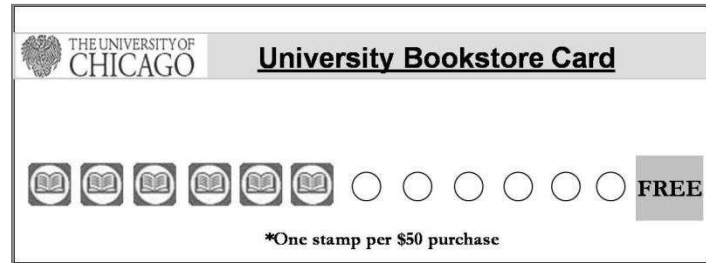 THE UNIVERSITY OF
CHICAGO
University Bookstore Card
FREE
*One stamp per $50 purchase